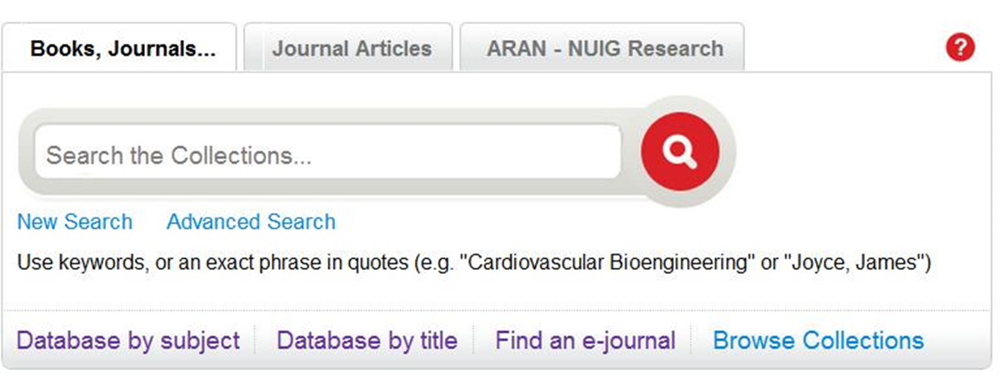 Books, Journals... Journal Articles ARAN - NUIG Research ?
Search the Collections...
New Search Advanced Search
Use keywords, or an exact phrase in quotes (e.g. "Cardiovascular Bioengineering" or "Joyce, James")
Database by subject Database by title Find an e-journal Browse Collections